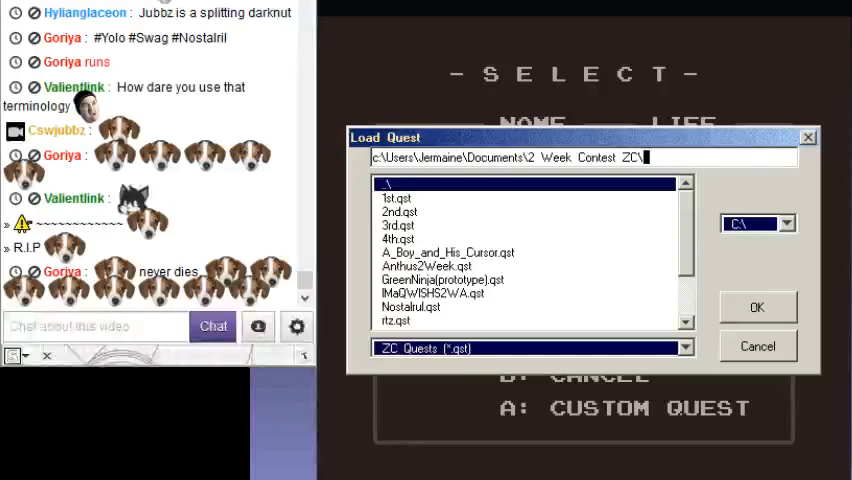 Hylianglaceon : Jubbz is a splitting darknut
Goriya : #Yolo #Swag #Nostalril
Goriya runs
Valientlink : How dare you use that
terminology
Cswjubbz :
Goriya :
Valientlink :
» ~~~~~~~~~~~~
» R.I.P
Goriya : never dies
Chat about this video
Chat
- S E L E C T -
NAME LIFE
Load Quest
c:\Users\Jermaine\Documents\2 Week Contest ZC\
..\
1st.qst
2nd.qst
3rd.qst
4th.qst
A_Boy_and_His_Cursor.qst
Anthus2Week.qst
GreenNinja(prototype).qst
IMaQWISHS2WA.qst
Nostalrul.qst
rtz.qst
C:\
OK
Cancel
ZC Quests (*.qst)
B: CANCEL
A: CUSTOM QUEST